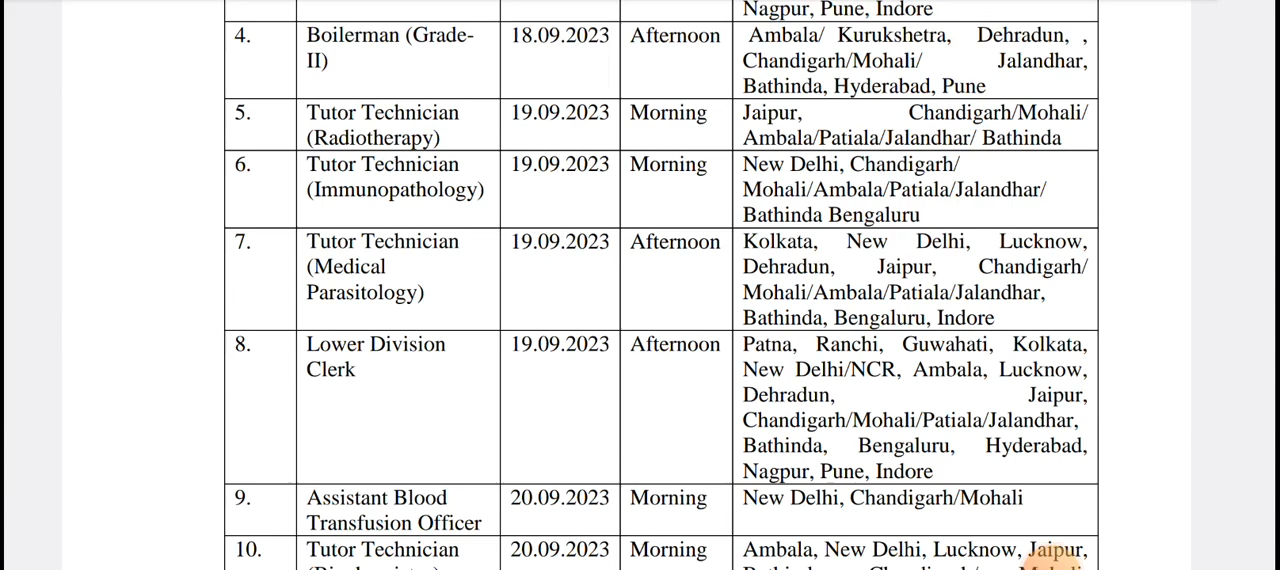 Nagpur, Pune, Indore
4. Boilerman (Grade- 18.09.2023 Afternoon Ambala/ Kurukshetra, Dehradun, ,
II) Chandigarh/Mohali/ Jalandhar,
Bathinda, Hyderabad, Pune
5. Tutor Technician 19.09.2023 Morning Jaipur, Chandigarh/Mohali/
(Radiotherapy) Ambala/Patiala/Jalandhar/ Bathinda
6. Tutor Technician 19.09.2023 Morning New Delhi, Chandigarh/
(Immunopathology) Mohali/Ambala/Patiala/Jalandhar/
Bathinda Bengaluru
7. Tutor Technician 19.09.2023 Afternoon Kolkata, New Delhi, Lucknow,
(Medical Dehradun, Jaipur, Chandigarh/
Parasitology) Mohali/Ambala/Patiala/Jalandhar,
Bathinda, Bengaluru, Indore
8. Lower Division 19.09.2023 Afternoon Patna, Ranchi, Guwahati, Kolkata,
Clerk New Delhi/NCR, Ambala, Lucknow,
Dehradun, Jaipur,
Chandigarh/Mohali/Patiala/Jalandhar,
Bathinda, Bengaluru, Hyderabad,
Nagpur, Pune, Indore
9. Assistant Blood 20.09.2023 Morning New Delhi, Chandigarh/Mohali
Transfusion Officer
10. Tutor Technician 20.09.2023 Morning Ambala, New Delhi, Lucknow, Jaipur,